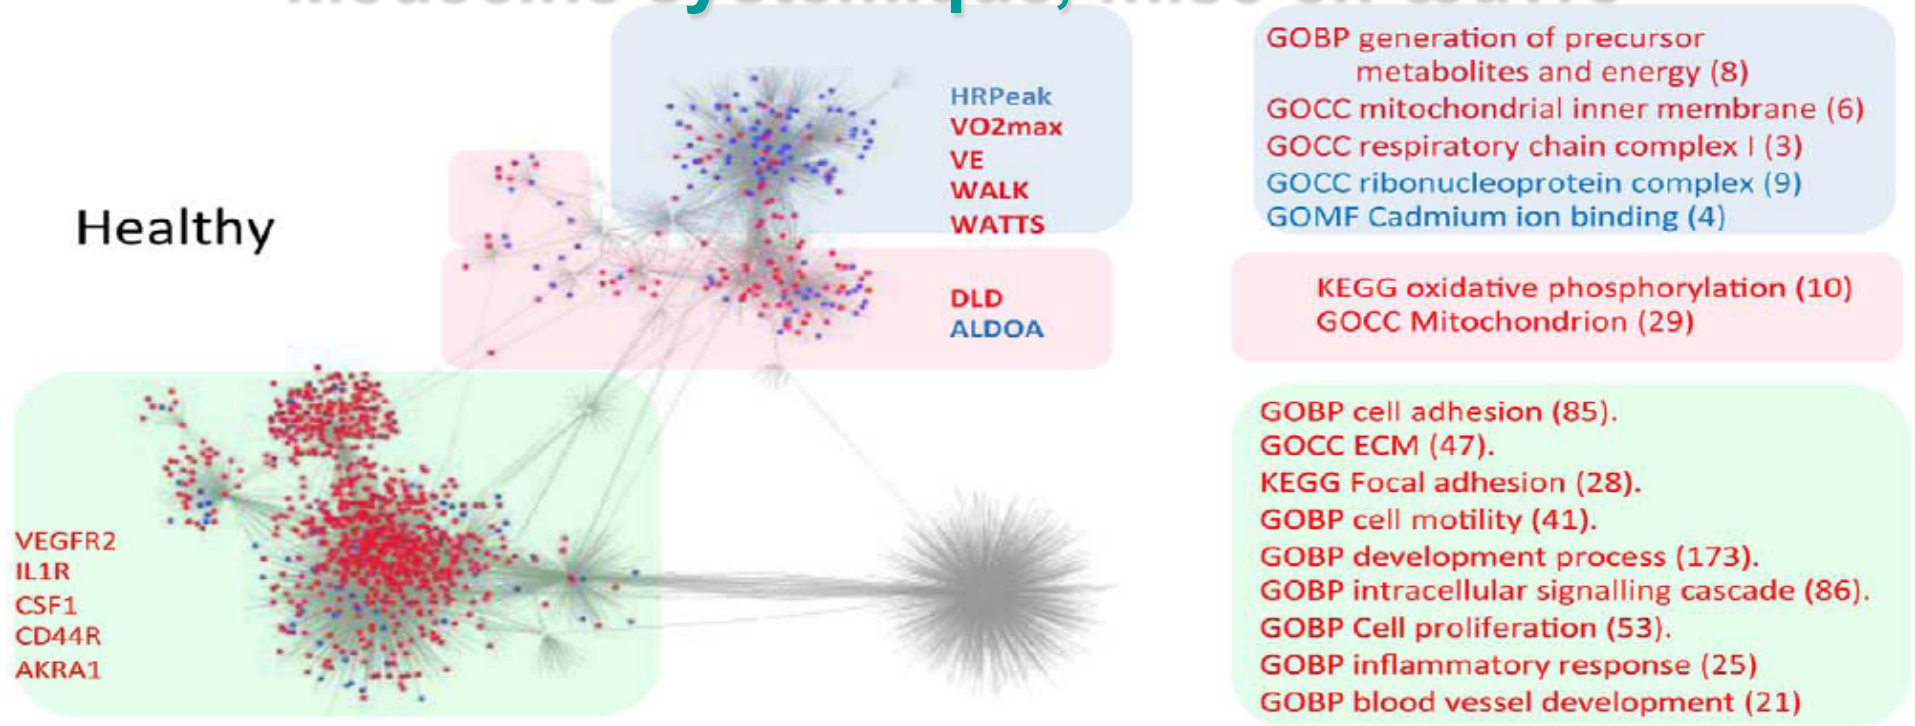 systémique,
GOBP generation of precursor
metabolites and energy (8)
GOCC mitochondrial inner membrane (6)
GOCC respiratory chain complex I (3)
GOCC ribonucleoprotein complex (9)
GOMF Cadmium ion binding (4)
HRPeak
VO2max
VE
WALK
WATTS
Healthy
DLD
ALDOA
KEGG oxidative phosphorylation (10)
GOCC Mitochondrion (29)
GOBP cell adhesion (85).
GOCC ECM (47).
KEGG Focal adhesion (28).
GOBP cell motility (41).
GOBP development process (173).
GOBP intracellular signalling cascade (86).
GOBP Cell proliferation (53).
GOBP inflammatory response (25)
GOBP blood vessel development (21)
VEGFR2
IL1R
CSF1
CD44R
AKRA1